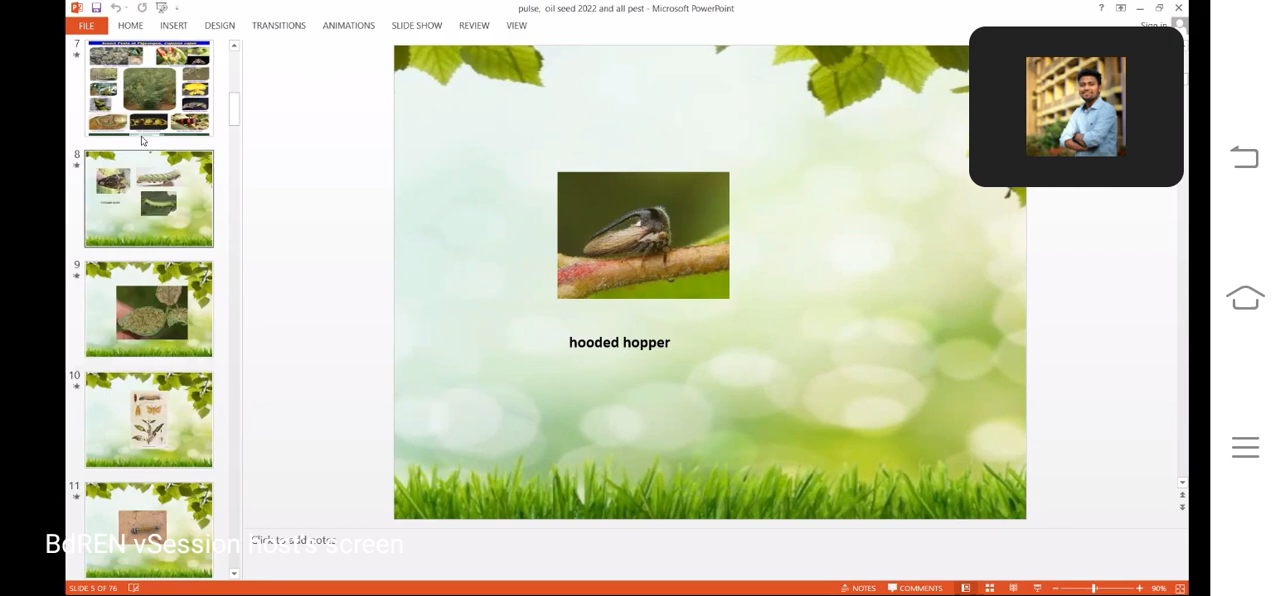 pulse, oil seed 2022 and all pest - Microsoft PowerPoint
FILE HOME INSERT DESIGN TRANSITIONS ANIMATIONS SLIDE SHOW REVIEW VIEW
Sign in
7
8
9
10
11
hooded hopper
Click to add notes
BdREN vSession host's screen
SLIDE 5 OF 76
NOTES COMMENTS
90%